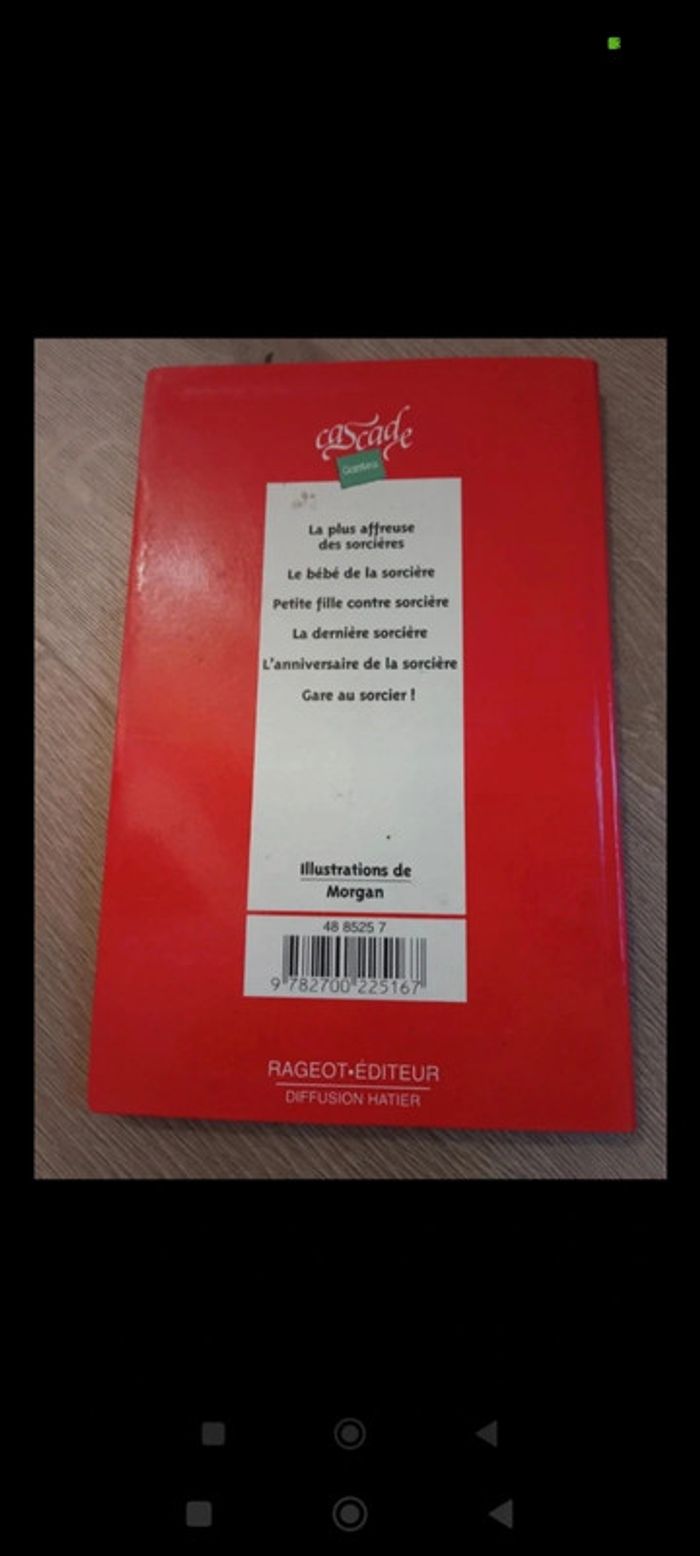 cascade
Contes
La plus affreuse
des sorcières
Le bébé de la sorcière
Petite fille contre sorcière
La dernière sorcière
L'anniversaire de la sorcière
Gare au sorcier !
Illustrations de
Morgan
48 8525 7
9 782700 225167
RAGEOT•ÉDITEUR
DIFFUSION HATIER